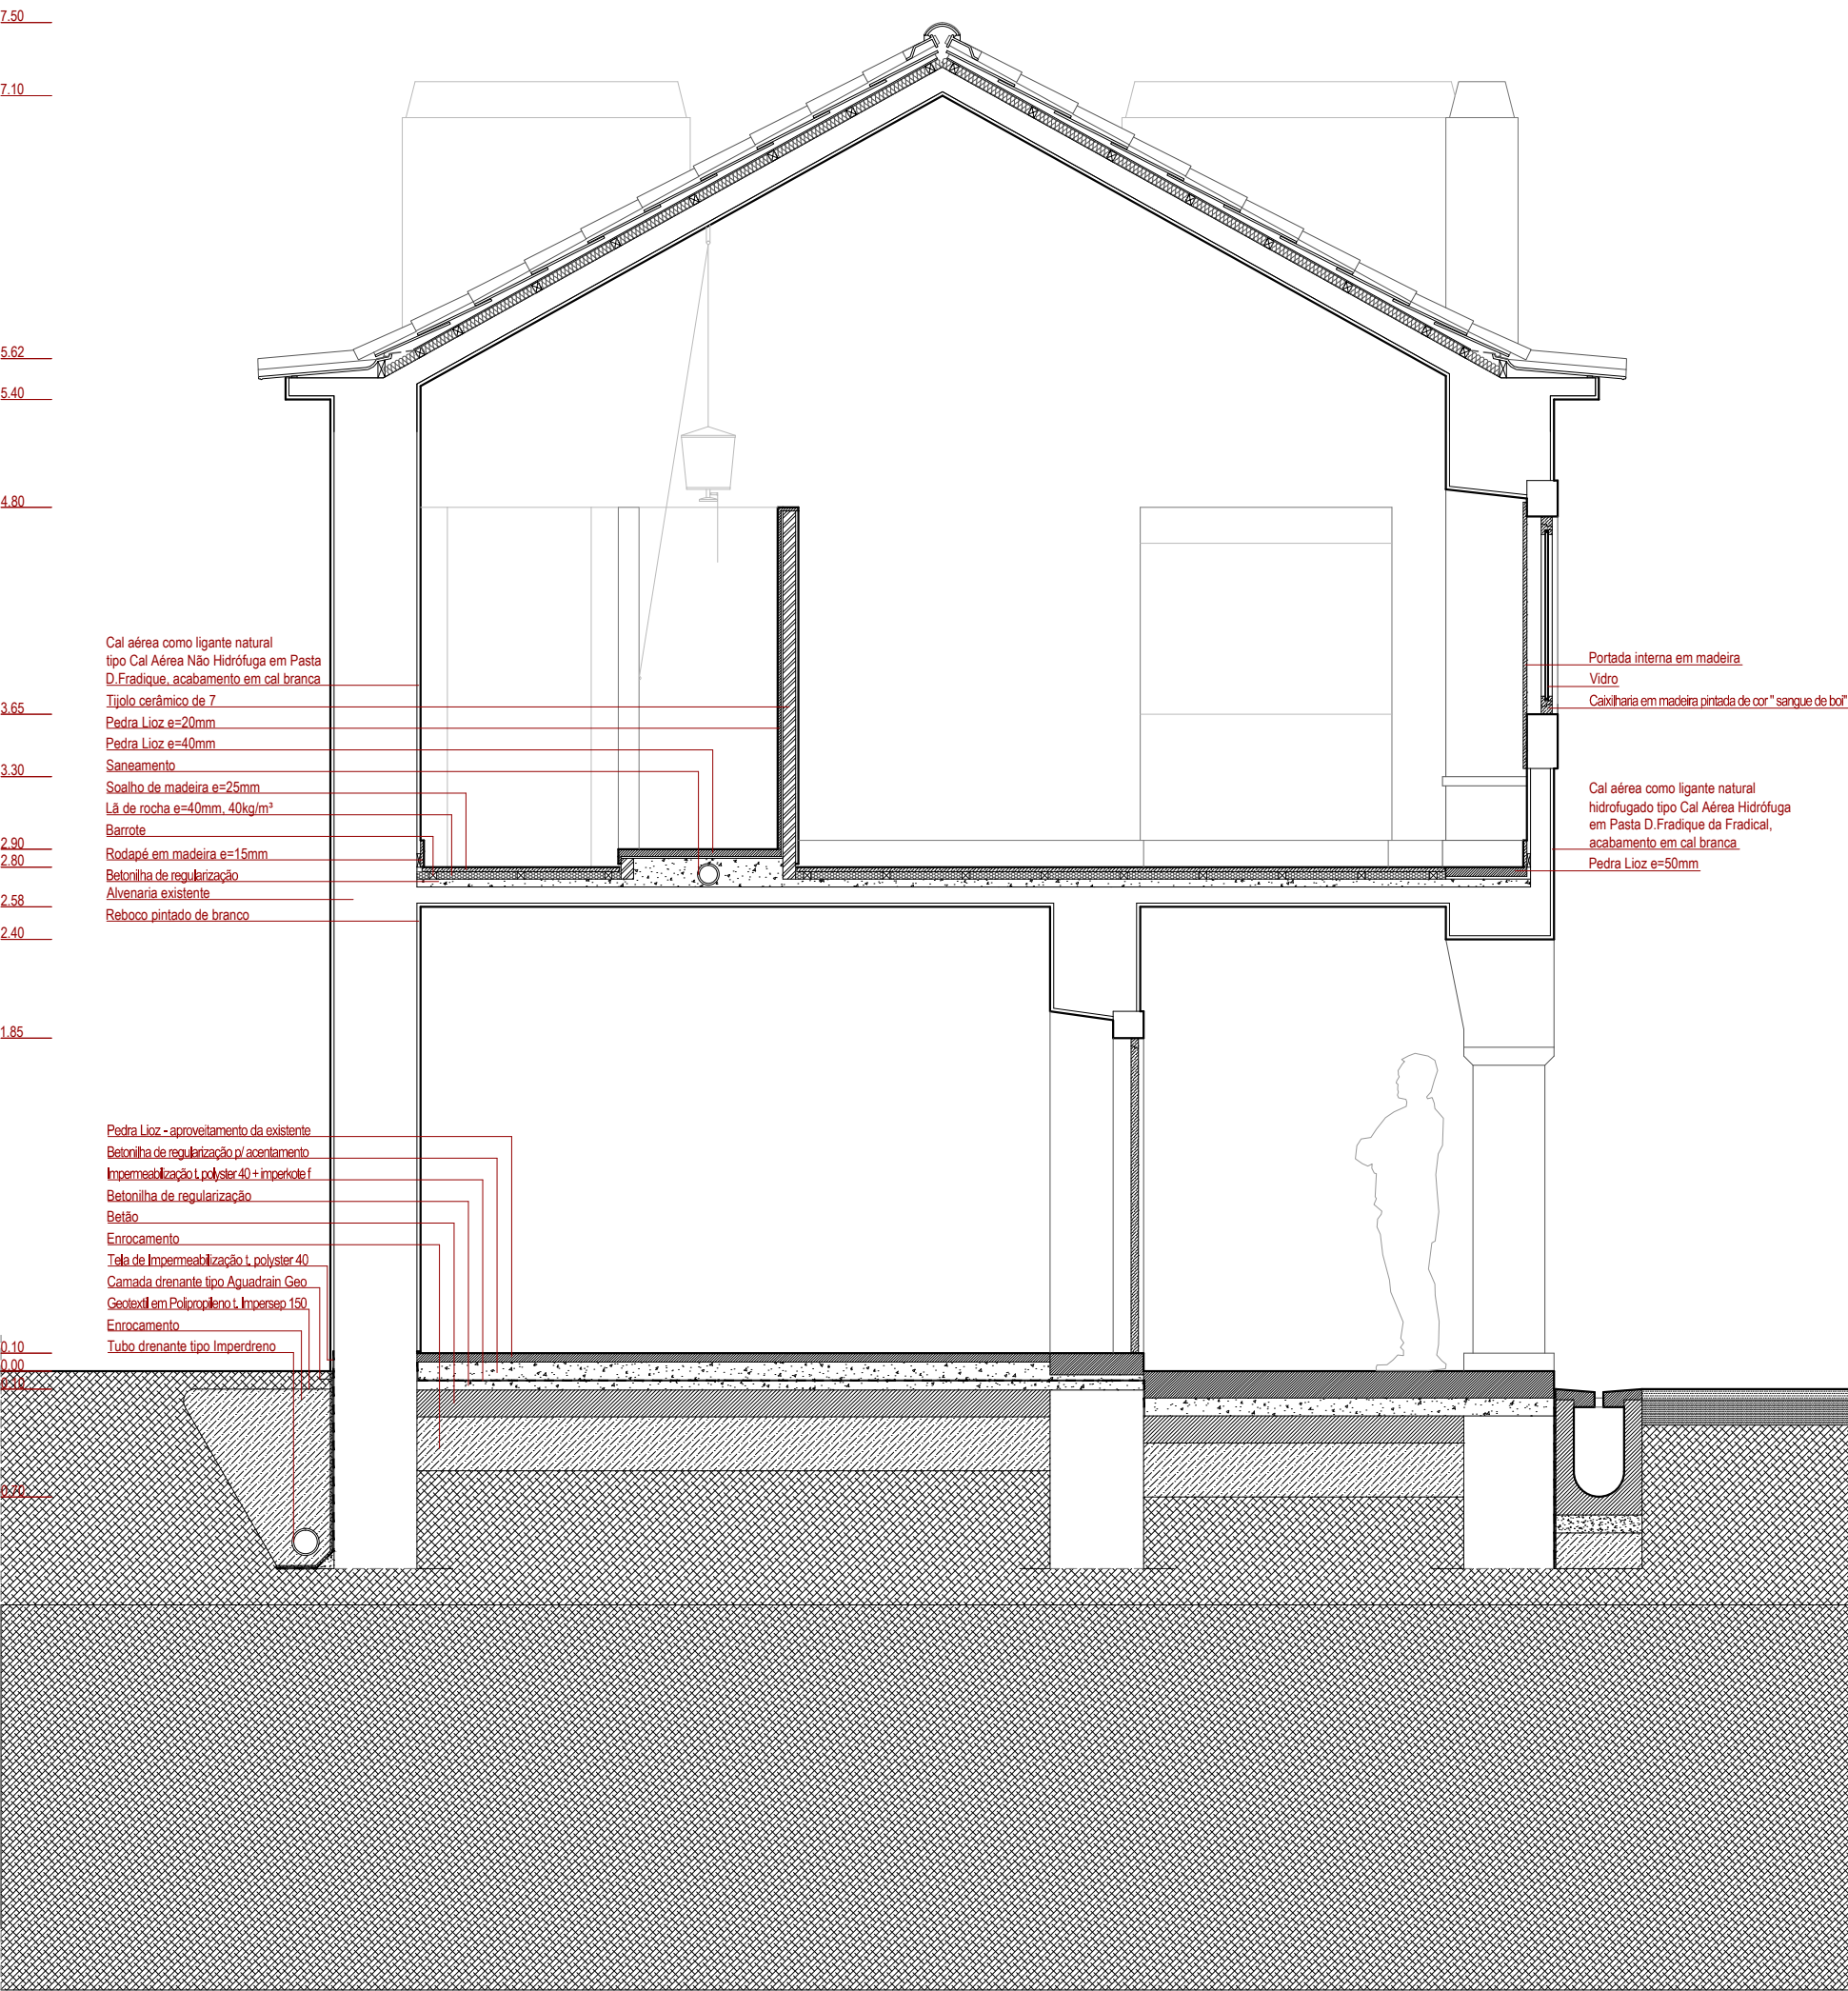 7.50
7.10
5.62
5.40
4.80
3.65
3.30
2.90
2.80
2.58
2.40
1.85
0.10
0.00
0.10
0.70
Cal aérea como ligante natural
tipo Cal Aérea Não Hidrófuga em Pasta
D.Fradique, acabamento em cal branca
Tijolo cerâmico de 7
Pedra Lioz e=20mm
Pedra Lioz e=40mm
Saneamento
Soalho de madeira e=25mm
Lã de rocha e=40mm, 40kg/m³
Barrote
Rodapé em madeira e=15mm
Betonilha de regularização
Alvenaria existente
Reboco pintado de branco
Pedra Lioz - aproveitamento da existente
Betonilha de regularização p/ acentamento
Impermeabilização t. polyster 40 + imperkote f
Betonilha de regularização
Betão
Enrocamento
Tela de Impermeabilização t. polyster 40
Camada drenante tipo Aguadrain Geo
Geotextil em Polipropileno t. Impersep 150
Enrocamento
Tubo drenante tipo Imperdreno
Portada interna em madeira
Vidro
Caixilharia em madeira pintada de cor " sangue de boi"
Cal aérea como ligante natural
hidrofugado tipo Cal Aérea Hidrófuga
em Pasta D.Fradique da Fradical,
acabamento em cal branca
Pedra Lioz e=50mm